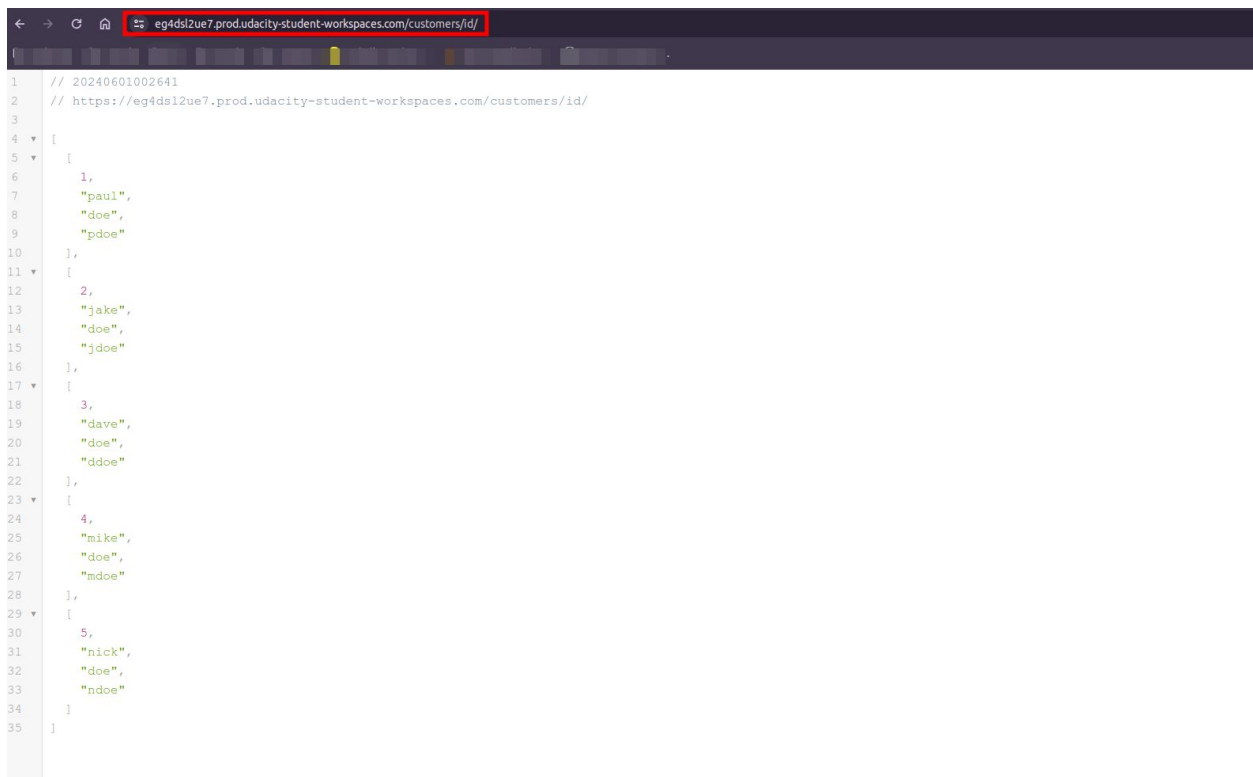 eg4dsl2ue7.prod.udacity-student-workspaces.com/customers/id/
1 // 20240601002641
2 // https://eg4dsl2ue7.prod.udacity-student-workspaces.com/customers/id/
3
4 [
5 [
6 1,
7 "paul",
8 "doe",
9 "pdoe"
10 ],
11 [
12 2,
13 "jake",
14 "doe",
15 "jdoe"
16 ],
17 [
18 3,
19 "dave",
20 "doe",
21 "ddoe"
22 ],
23 [
24 4,
25 "mike",
26 "doe",
27 "mdoe"
28 ],
29 [
30 5,
31 "nick",
32 "doe",
33 "ndoe"
34 ]
35 ]